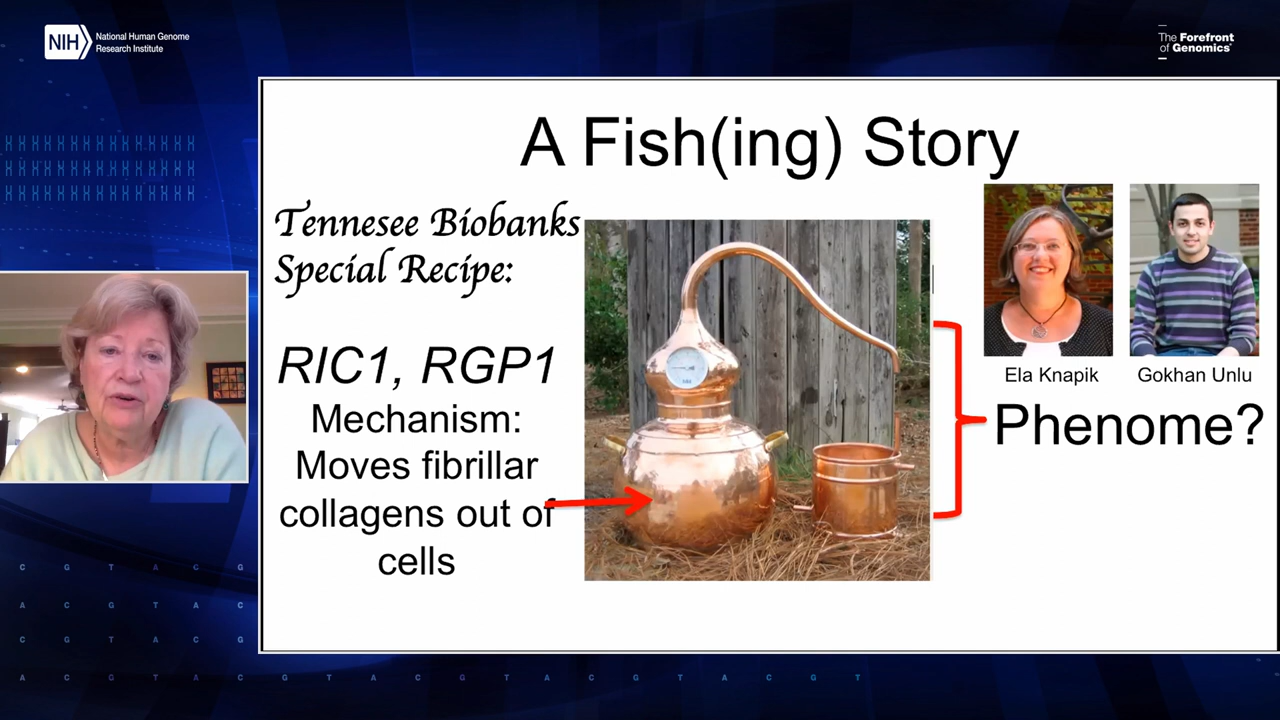 NIH
National Human Genome
Research Institute
The Forefront
of Genomics
A Fish(ing) Story
Tennesee Biobanks
Special Recipe:
RIC1, RGP1
Mechanism:
Moves fibrillar
collagens out of
cells
Ela Knapik
Gokhan Unlu
Phenome?
C G T A C G
A C G T A C
C G T A C G
A C G T A C G T A C G T A C G T A C G T